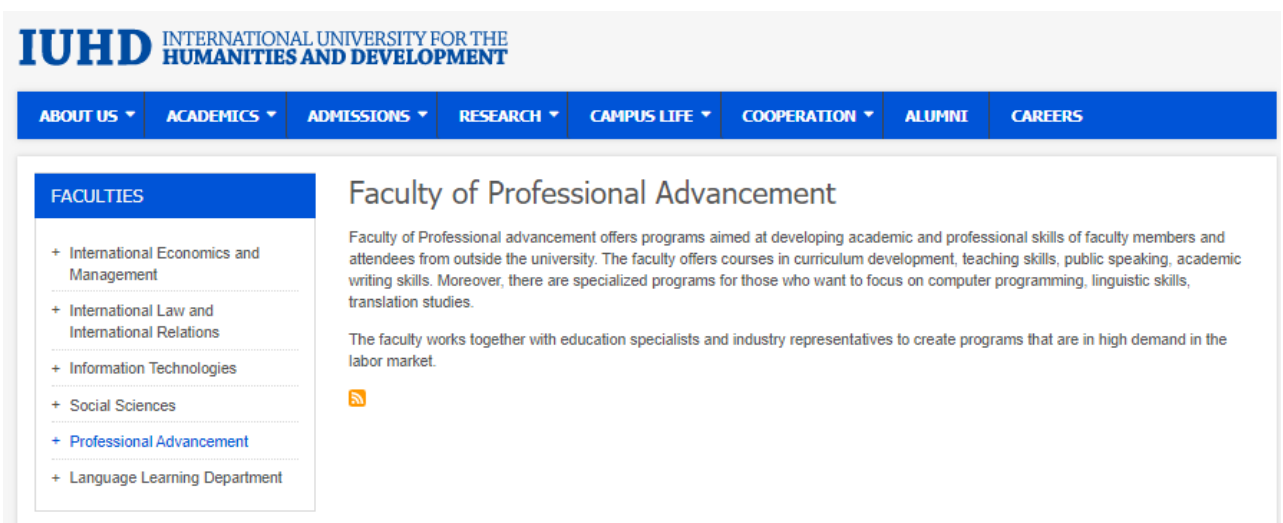 IUHD INTERNATIONAL UNIVERSITY FOR THE
HUMANITIES AND DEVELOPMENT
ABOUT US ACADEMICS ADMISSIONS RESEARCH CAMPUS LIFE COOPERATION ALUMNI CAREERS
FACULTIES
+ International Economics and
Management
+ International Law and
International Relations
+ Information Technologies
+ Social Sciences
+ Professional Advancement
+ Language Learning Department
Faculty of Professional Advancement
Faculty of Professional advancement offers programs aimed at developing academic and professional skills of faculty members and
attendees from outside the university. The faculty offers courses in curriculum development, teaching skills, public speaking, academic
writing skills. Moreover, there are specialized programs for those who want to focus on computer programming, linguistic skills,
translation studies.
The faculty works together with education specialists and industry representatives to create programs that are in high demand in the
labor market.